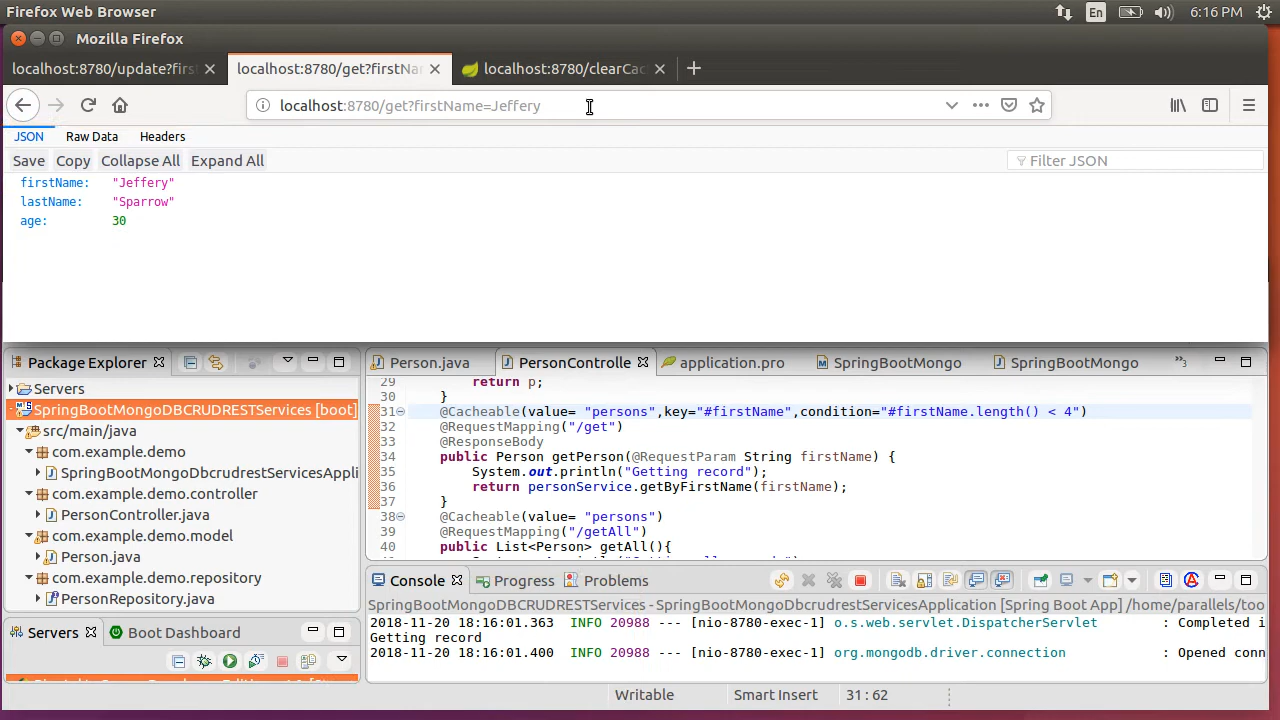 Firefox Web Browser
En
6:16 PM
Mozilla Firefox
localhost:8780/update?firs
localhost:8780/get?firstNa
localhost:8780/clearCac
localhost:8780/get?firstName=Jeffery
JSON
Raw Data
Headers
Save
Copy
Collapse All
Expand All
Filter JSON
firstName: "Jeffery"
lastName: "Sparrow"
age: 30
Package Explorer
Person.java
PersonControlle
application.pro
SpringBootMongo
SpringBootMongo
»3
Servers
SpringBootMongoDBCRUDRESTServices [boot]
src/main/java
com.example.demo
SpringBootMongoDbcrudrestServicesAppli
com.example.demo.controller
PersonController.java
com.example.demo.model
Person.java
com.example.demo.repository
PersonRepository.java
29 return p;
30 }
31 @Cacheable(value= "persons",key="#firstName",condition="#firstName.length() < 4")
32 @RequestMapping("/get")
33 @ResponseBody
34 public Person getPerson(@RequestParam String firstName) {
35 System.out.println("Getting record");
36 return personService.getByFirstName(firstName);
37 }
38 @Cacheable(value= "persons")
39 @RequestMapping("/getAll")
40 public List<Person> getAll(){
Console
Progress
Problems
SpringBootMongoDBCRUDRESTServices - SpringBootMongoDbcrudrestServicesApplication [Spring Boot App] /home/parallels/too
2018-11-20 18:16:01.363 INFO 20988 --- [nio-8780-exec-1] o.s.web.servlet.DispatcherServlet : Completed i
Getting record
2018-11-20 18:16:01.400 INFO 20988 --- [nio-8780-exec-1] org.mongodb.driver.connection : Opened conn
Servers
Boot Dashboard
Writable
Smart Insert
31 : 62